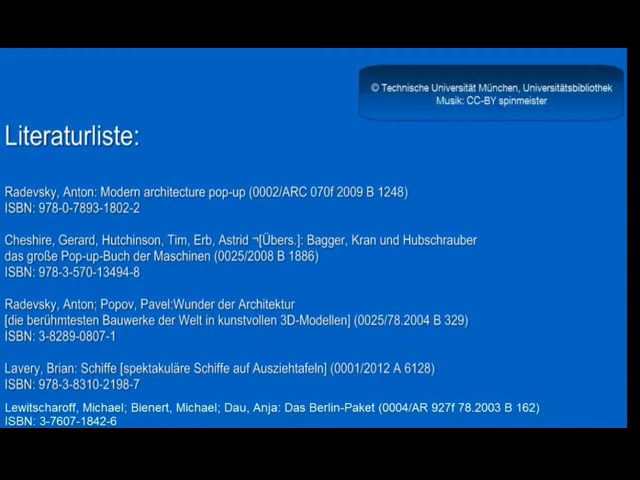 © Technische Universität München, Universitätsbibliothek
Musik: CC-BY spinmeister
Literaturliste:
Radevsky, Anton: Modern architecture pop-up (0002/ARC 070f 2009 B 1248)
ISBN: 978-0-7893-1802-2
Cheshire, Gerard, Hutchinson, Tim, Erb, Astrid ¬[Übers.]: Bagger, Kran und Hubschrauber
das große Pop-up-Buch der Maschinen (0025/2008 B 1886)
ISBN: 978-3-570-13494-8
Radevsky, Anton; Popov, Pavel:Wunder der Architektur
[die berühmtesten Bauwerke der Welt in kunstvollen 3D-Modellen] (0025/78.2004 B 329)
ISBN: 3-8289-0807-1
Lavery, Brian: Schiffe [spektakuläre Schiffe auf Ausziehtafeln] (0001/2012 A 6128)
ISBN: 978-3-8310-2198-7
Lewitscharoff, Michael; Bienert, Michael; Dau, Anja: Das Berlin-Paket (0004/AR 927f 78.2003 B 162)
ISBN: 3-7607-1842-6